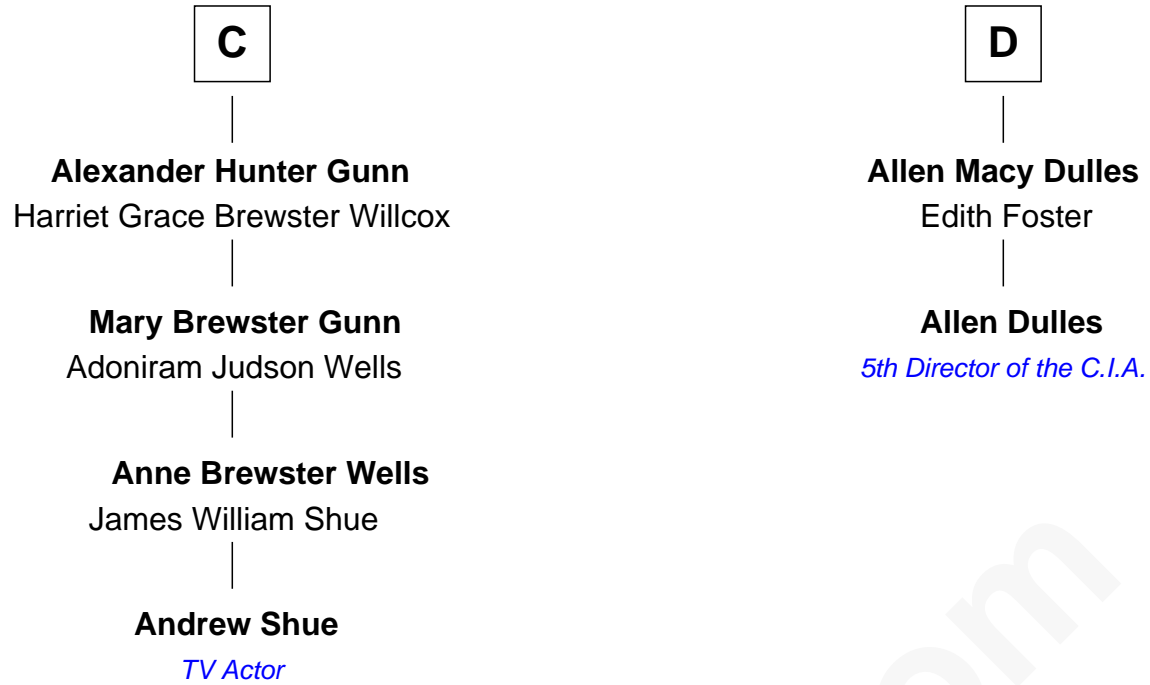 C
Alexander Hunter Gunn
Harriet Grace Brewster Willcox
Mary Brewster Gunn
Adoniram Judson Wells
Anne Brewster Wells
James William Shue
Andrew Shue
TV Actor
D
Allen Macy Dulles
Edith Foster
Allen Dulles
5th Director of the C.I.A.
om